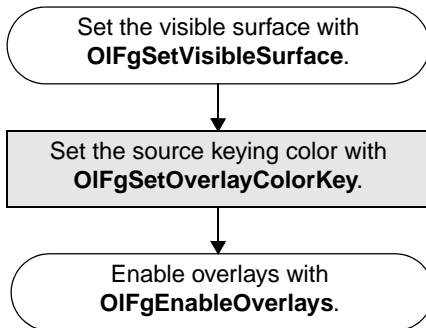 Set the visible surface with
OlFgSetVisibleSurface.
Set the source keying color with
OlFgSetOverlayColorKey.
Enable overlays with
OlFgEnableOverlays.